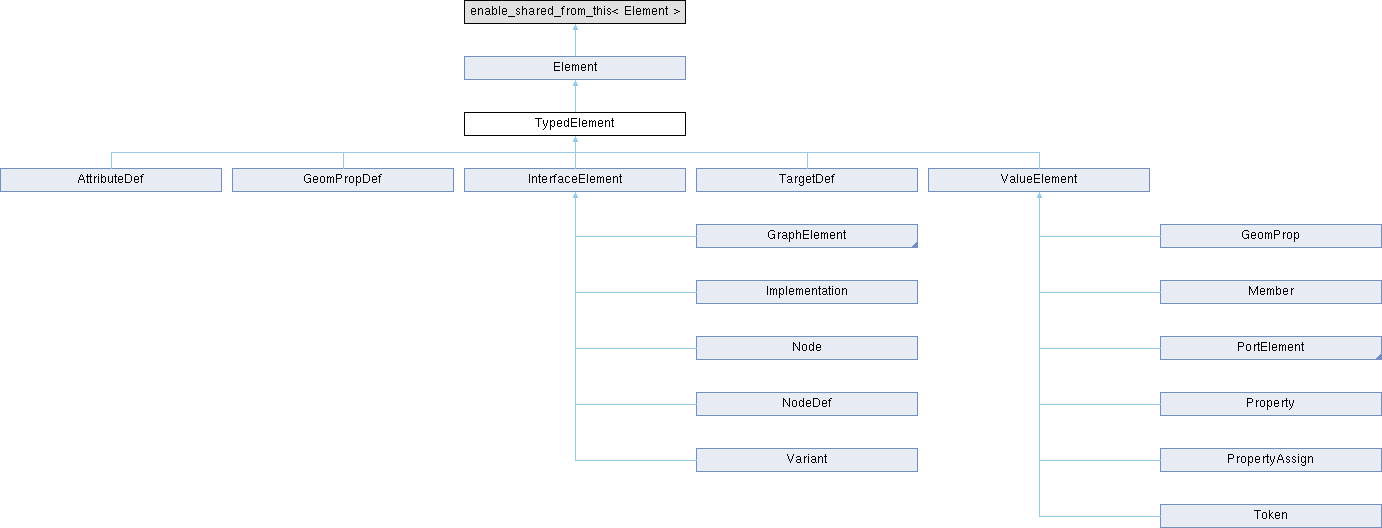 enable_shared_from_this< Element >
Element
TypedElement
AttributeDef
GeomPropDef
InterfaceElement
TargetDef
ValueElement
GraphElement
GeomProp
Implementation
Member
Node
PortElement
NodeDef
Property
Variant
PropertyAssign
Token